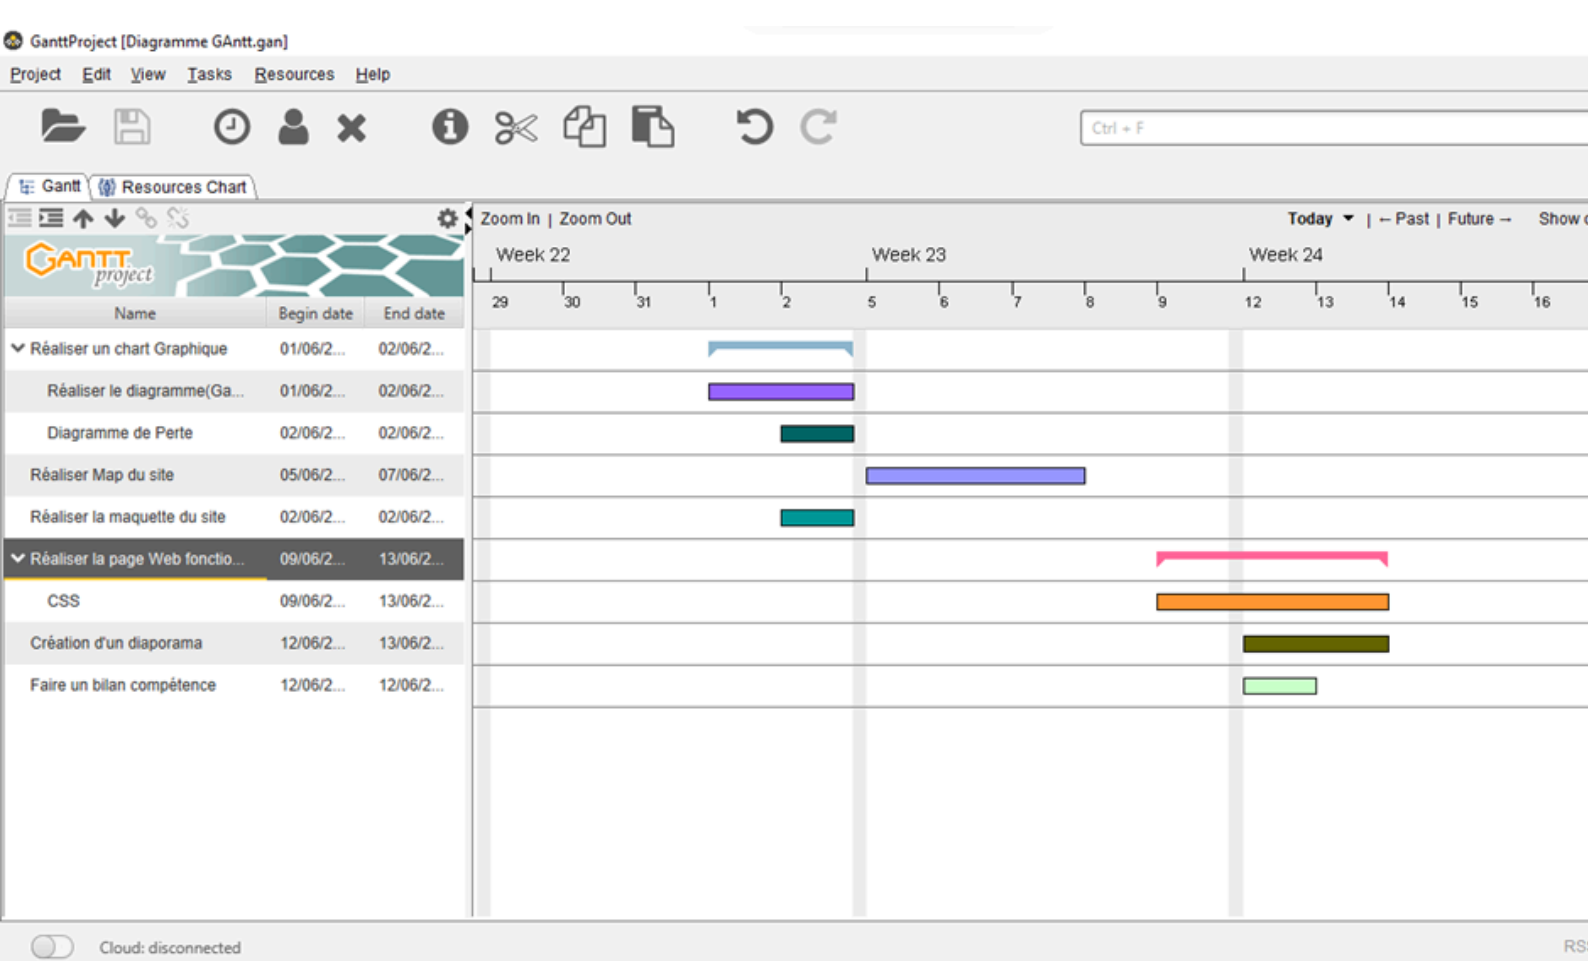 GanttProject [Diagramme GAntt.gan]
Project Edit View Tasks Resources Help
Ctrl + F
Gantt Resources Chart
Zoom In | Zoom Out Today | ←Past | Future→ Show
GANTT project
Week 22 Week 23 Week 24
29 30 31 1 2 5 6 7 8 9 12 13 14 15 16
Name Begin date End date
Réaliser un chart Graphique 01/06/2... 02/06/2...
Réaliser le diagramme(Ga... 01/06/2... 02/06/2...
Diagramme de Perte 02/06/2... 02/06/2...
Réaliser Map du site 05/06/2... 07/06/2...
Réaliser la maquette du site 02/06/2... 02/06/2...
Réaliser la page Web fonctio... 09/06/2... 13/06/2...
CSS 09/06/2... 13/06/2...
Création d'un diaporama 12/06/2... 13/06/2...
Faire un bilan compétence 12/06/2... 12/06/2...
Cloud: disconnected